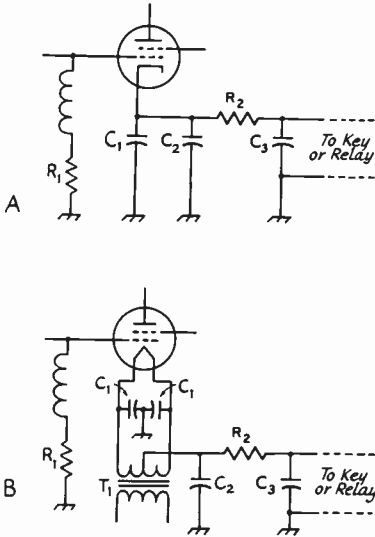 R2
C1
C2
C3
To Key
or Relay
R1
A
C1
C1
R2
R1
B
T1
C2
C3
To Key
or Relay